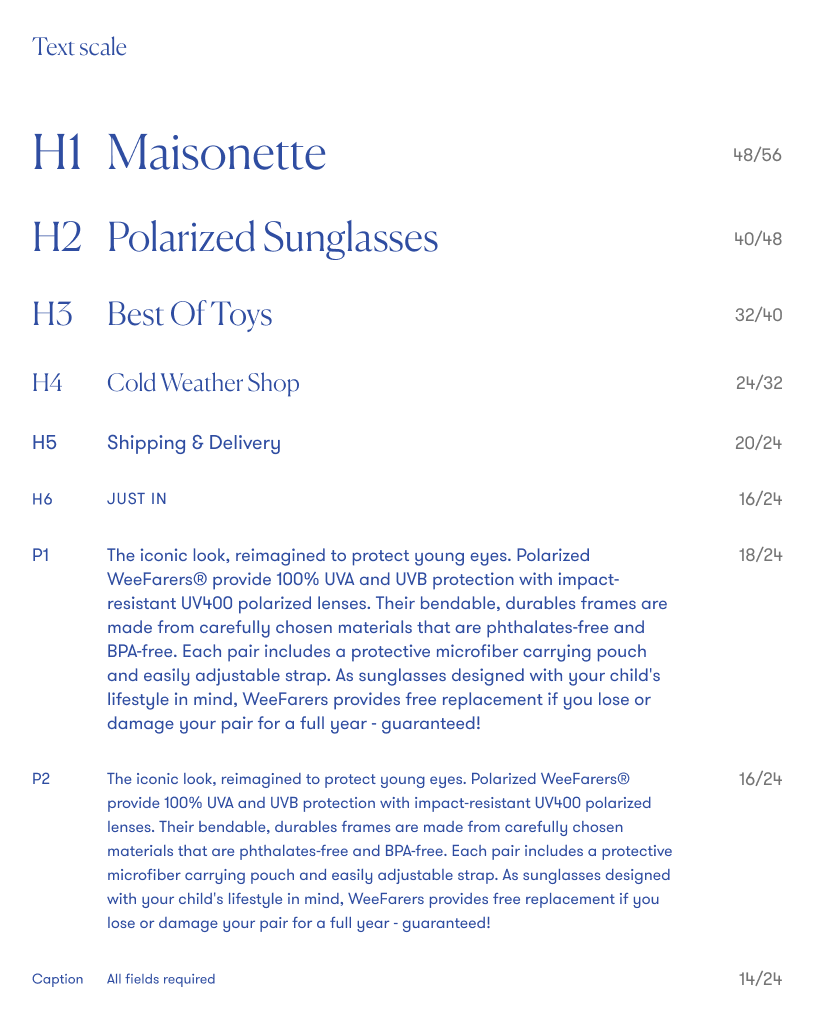 Text scale
H1 Maisonette 48/56
H2 Polarized Sunglasses 40/48
H3 Best Of Toys 32/40
H4 Cold Weather Shop 24/32
H5 Shipping & Delivery 20/24
H6 JUST IN 16/24
P1 The iconic look, reimagined to protect young eyes. Polarized 18/24
WeeFarers® provide 100% UVA and UVB protection with impact-
resistant UV400 polarized lenses. Their bendable, durables frames are
made from carefully chosen materials that are phthalates-free and
BPA-free. Each pair includes a protective microfiber carrying pouch
and easily adjustable strap. As sunglasses designed with your child's
lifestyle in mind, WeeFarers provides free replacement if you lose or
damage your pair for a full year - guaranteed!
P2 The iconic look, reimagined to protect young eyes. Polarized WeeFarers® 16/24
provide 100% UVA and UVB protection with impact-resistant UV400 polarized
lenses. Their bendable, durables frames are made from carefully chosen
materials that are phthalates-free and BPA-free. Each pair includes a protective
microfiber carrying pouch and easily adjustable strap. As sunglasses designed
with your child's lifestyle in mind, WeeFarers provides free replacement if you
lose or damage your pair for a full year - guaranteed!
Caption All fields required 14/24